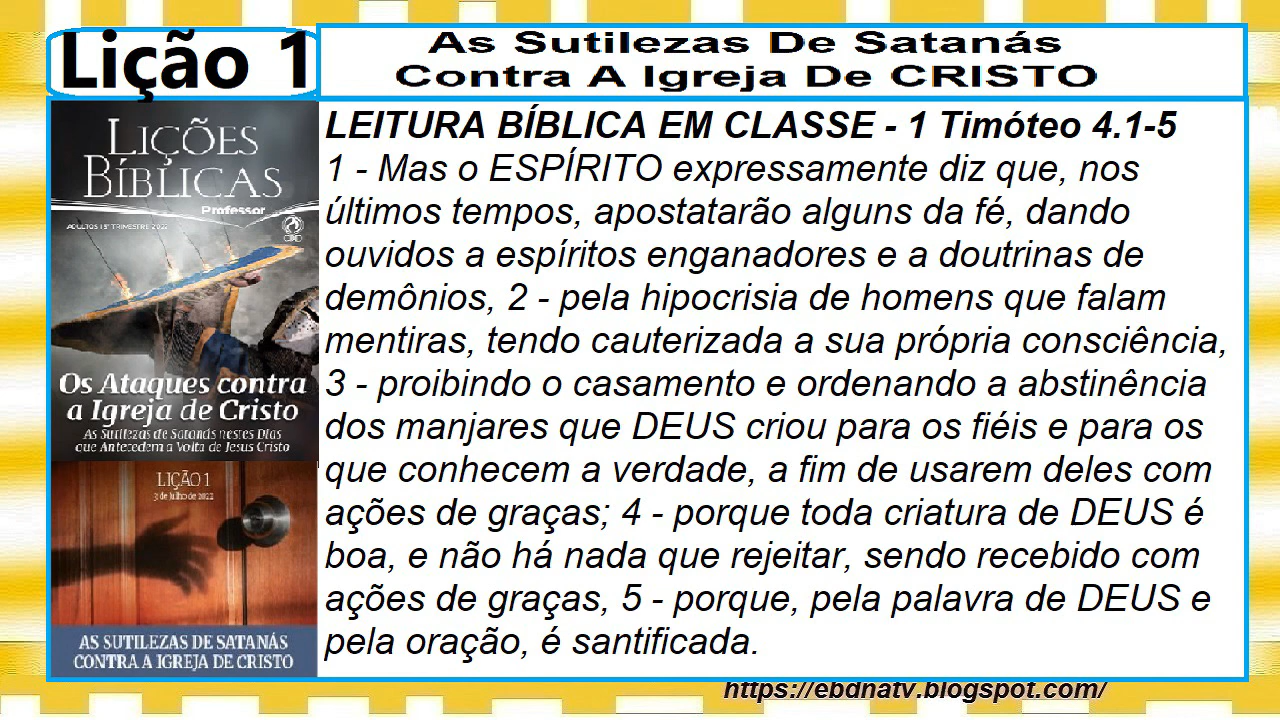 Lição 1
As Sutilezas De Satanás
Contra A Igreja De CRISTO
LIÇÕES
BÍBLICAS
Professor
ADULTOS | 3º TRIMESTRE 2022
CPAD
Os Ataques contra
a Igreja de Cristo
As Sutilezas de Satanás nestes Dias
que Antecedem a Volta de Jesus Cristo
LIÇÃO 1
3 de Julho de 2022
AS SUTILEZAS DE SATANÁS
CONTRA A IGREJA DE CRISTO
LEITURA BÍBLICA EM CLASSE - 1 Timóteo 4.1-5
1 - Mas o ESPÍRITO expressamente diz que, nos
últimos tempos, apostatarão alguns da fé, dando
ouvidos a espíritos enganadores e a doutrinas de
demônios, 2 - pela hipocrisia de homens que falam
mentiras, tendo cauterizada a sua própria consciência,
3 - proibindo o casamento e ordenando a abstinência
dos manjares que DEUS criou para os fiéis e para os
que conhecem a verdade, a fim de usarem deles com
ações de graças; 4 - porque toda criatura de DEUS é
boa, e não há nada que rejeitar, sendo recebido com
ações de graças, 5 - porque, pela palavra de DEUS e
pela oração, é santificada.
https://ebdnatv.blogspot.com/